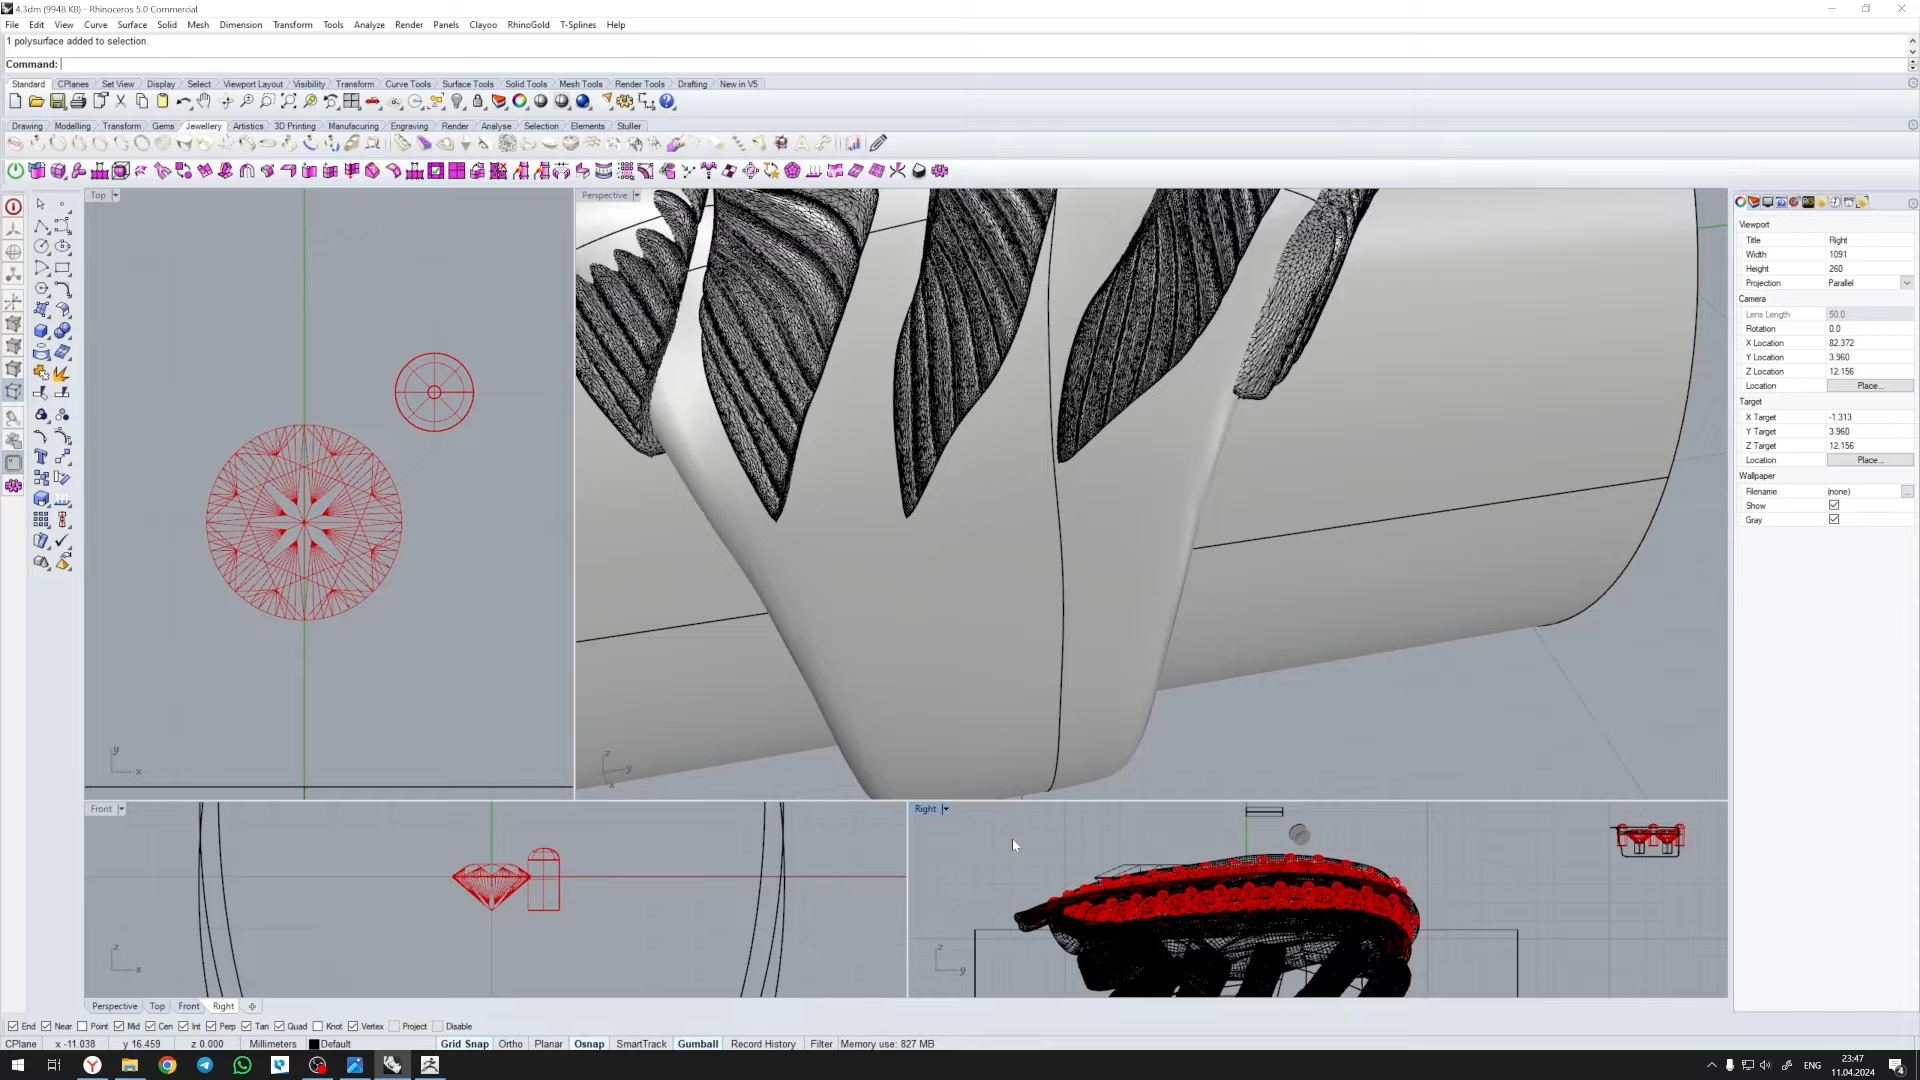 4.3dm (9948 KB) - Rhinoceros 5.0 Commercial
File Edit View Curve Surface Solid Mesh Dimension Transform Tools Analyze Render Panels Clayoo RhinoGold T-Splines Help
1 polysurface added to selection.
Command:
Standard CPlanes Set View Display Select Viewport Layout Visibility Transform Curve Tools Surface Tools Solid Tools Mesh Tools Render Tools Drafting New in V5
Drawing Modelling Transform Gems Jewellery Artistics 3D Printing Manufacuring Engraving Render Analyse Selection Elements Stuller
Top
Perspective
Viewport
Title Right
Width 1091
Height 260
Projection Parallel
Camera
Lens Length 50.0
Rotation 0.0
X Location 82.372
Y Location 3.960
Z Location 12.156
Location Place...
Target
X Target -1.313
Y Target 3.960
Z Target 12.156
Location Place...
Wallpaper
Filename (none) ...
Show
Gray
y
x
z
y
x
Front
Right
z
x
z
y
Perspective Top Front Right
End Near Point Mid Cen Int Perp Tan Quad Knot Vertex Project Disable
CPlane x -11.038 y 16.459 z 0.000 Millimeters Default Grid Snap Ortho Planar Osnap SmartTrack Gumball Record History Filter Memory use: 827 MB
ENG
23:47
11.04.2024
4